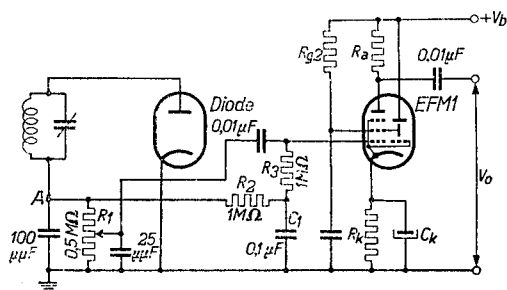 +Vb
Rg2
Ra
0,01µF
Diode
0,01µF
EFM1
R3
1MΩ
Vo
A
R2
1MΩ
R1
0,5MΩ
C1
100
µµF
25
µµF
0,1µF
Rk
Ck